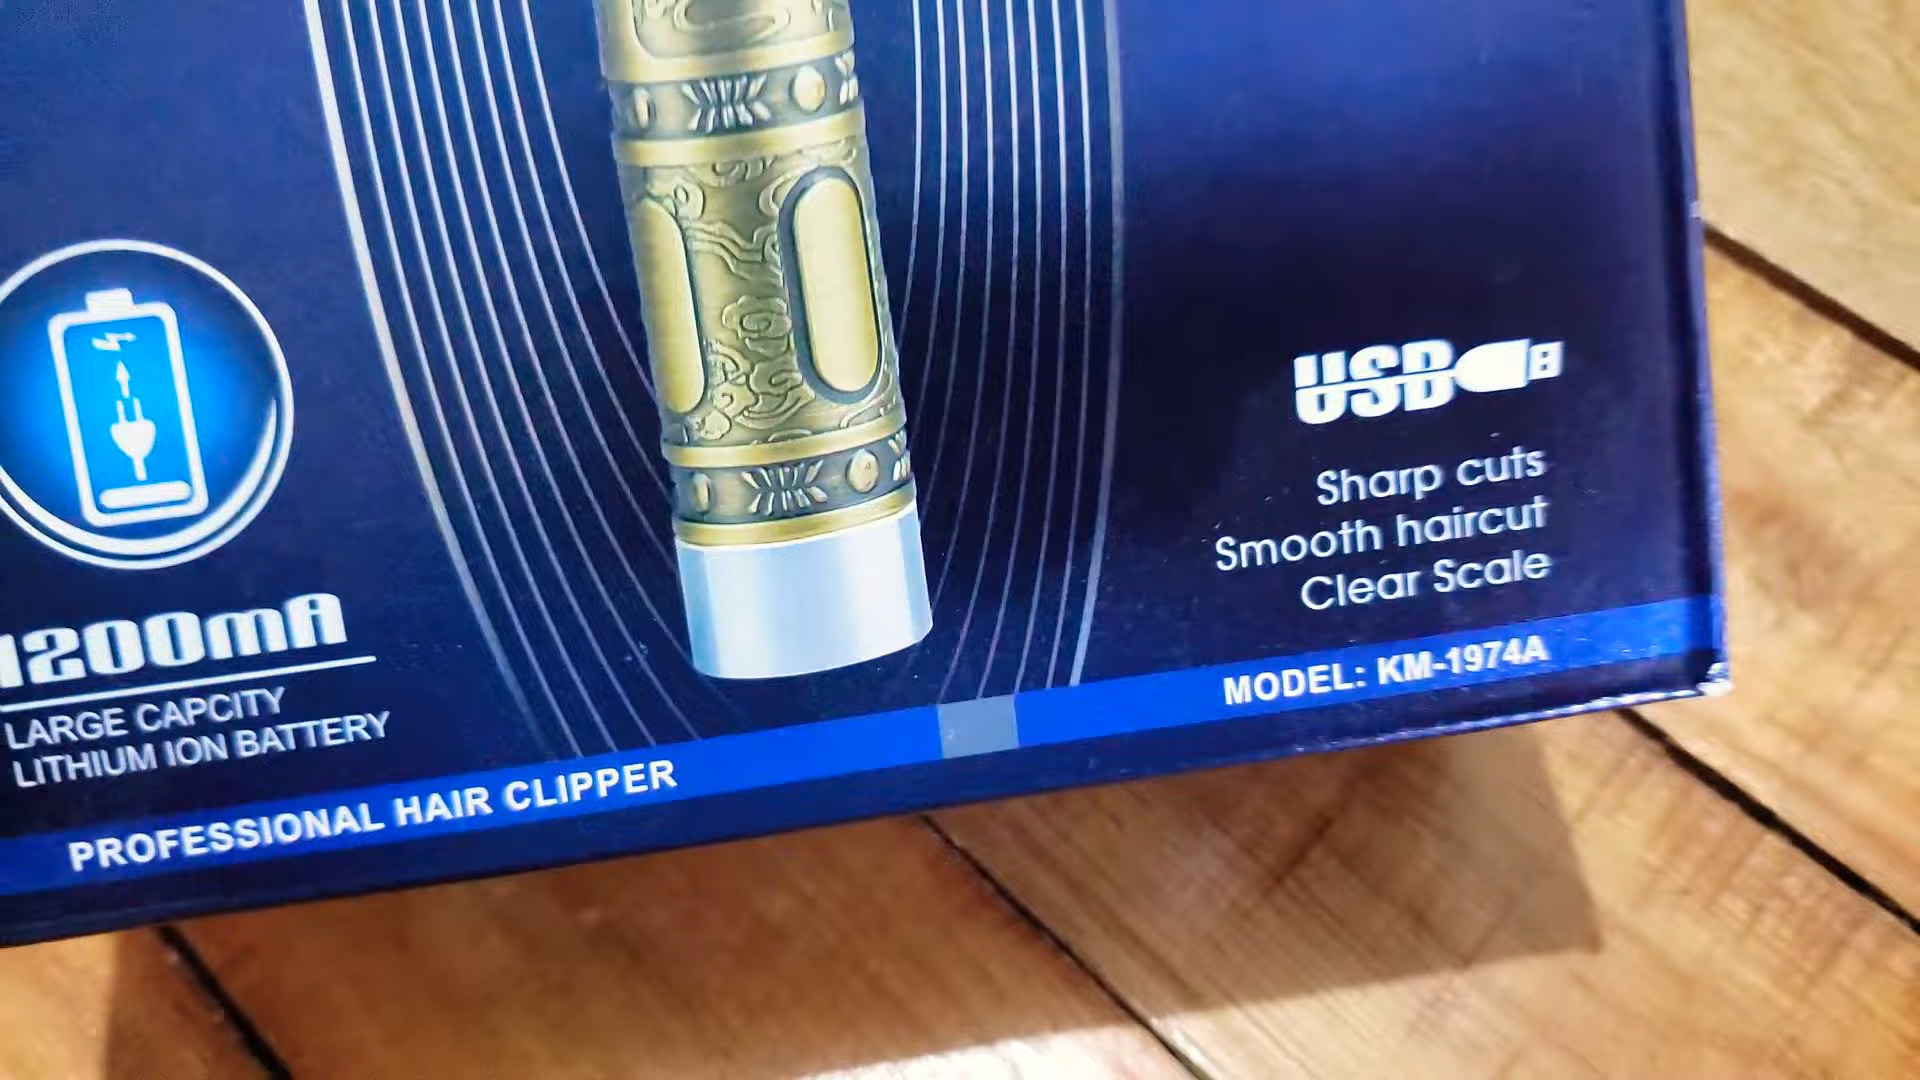 1200mA
LARGE CAPCITY
LITHIUM ION BATTERY
USB
Sharp cuts
Smooth haircut
Clear Scale
PROFESSIONAL HAIR CLIPPER
MODEL: KM-1974A